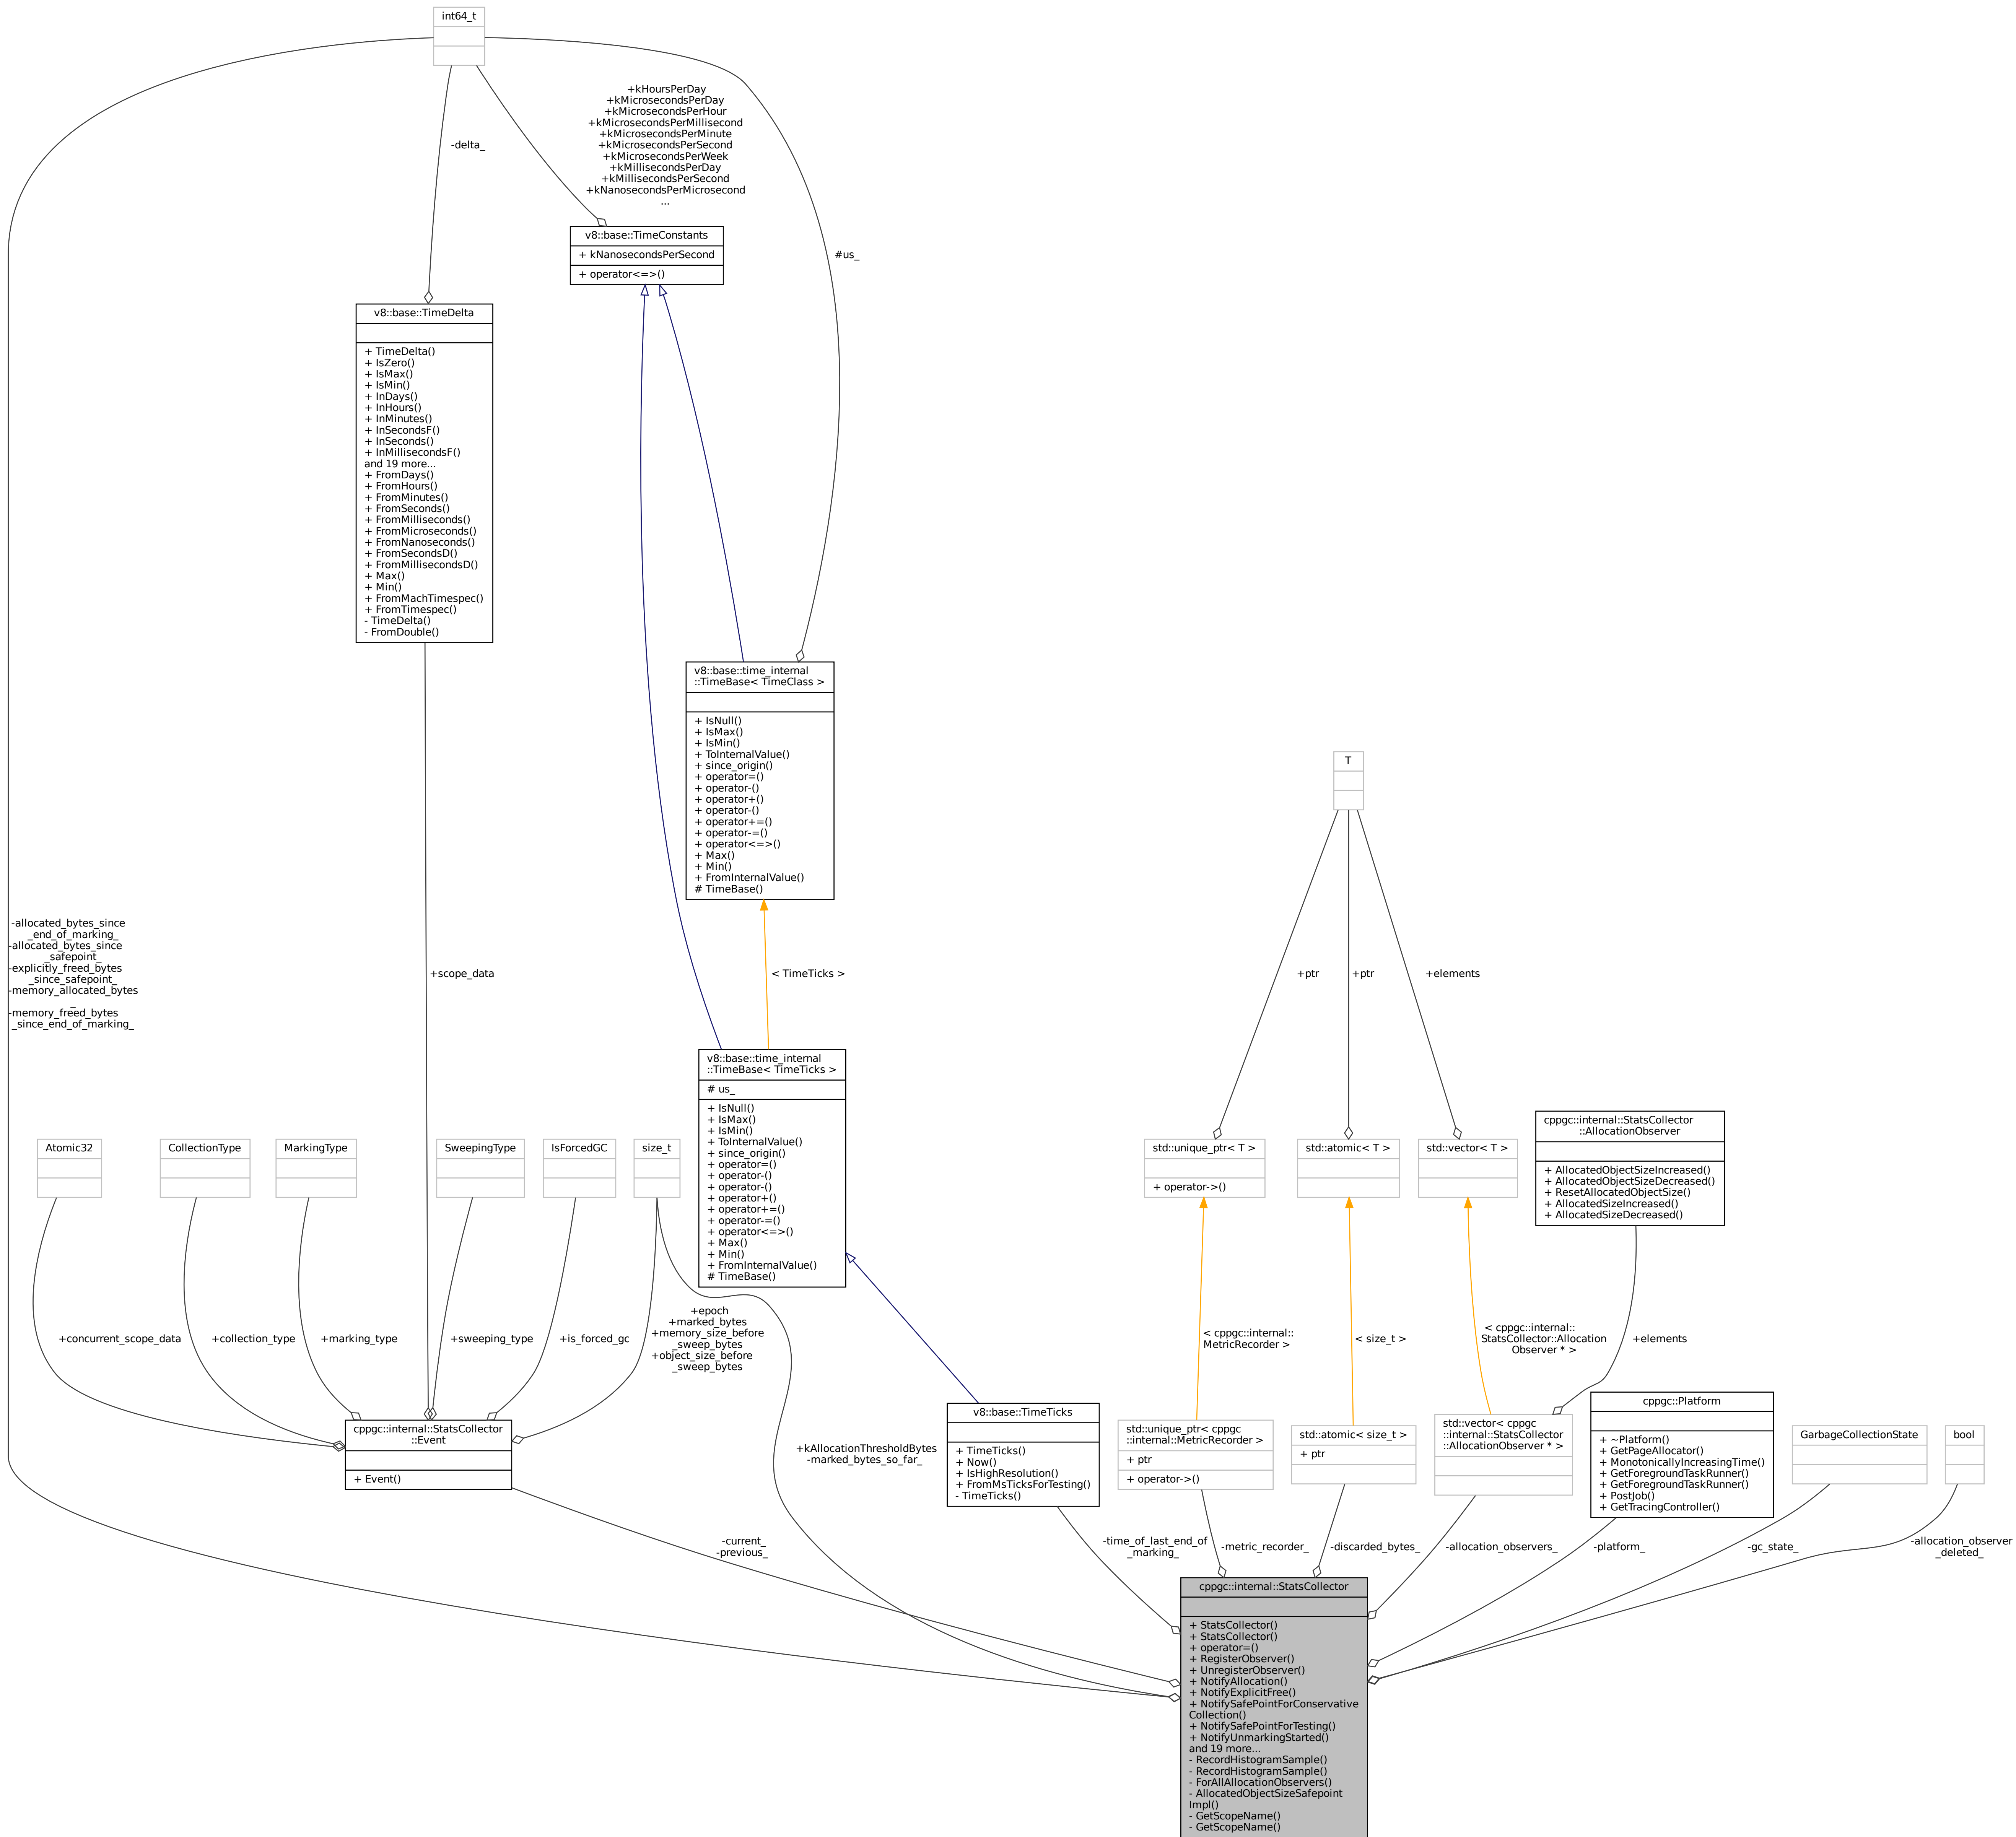 int64_t
+kHoursPerDay
+kMicrosecondsPerDay
+kMicrosecondsPerHour
+kMicrosecondsPerMillisecond
+kMicrosecondsPerMinute
+kMicrosecondsPerSecond
+kMicrosecondsPerWeek
+kMillisecondsPerDay
+kMillisecondsPerSecond
+kNanosecondsPerMicrosecond
...
-delta_
#us_
v8::base::TimeConstants
+ kNanosecondsPerSecond
+ operator<=>()
v8::base::TimeDelta
+ TimeDelta()
+ IsZero()
+ IsMax()
+ IsMin()
+ InDays()
+ InHours()
+ InMinutes()
+ InSecondsF()
+ InSeconds()
+ InMillisecondsF()
and 19 more...
+ FromDays()
+ FromHours()
+ FromMinutes()
+ FromSeconds()
+ FromMilliseconds()
+ FromMicroseconds()
+ FromNanoseconds()
+ FromSecondsD()
+ FromMillisecondsD()
+ Max()
+ Min()
+ FromMachTimespec()
+ FromTimespec()
- TimeDelta()
- FromDouble()
v8::base::time_internal
::TimeBase< TimeClass >
+ IsNull()
+ IsMax()
+ IsMin()
+ ToInternalValue()
+ since_origin()
+ operator=()
+ operator-()
+ operator+()
+ operator-()
+ operator+=()
+ operator-=()
+ operator<=>()
+ Max()
+ Min()
+ FromInternalValue()
# TimeBase()
T
-allocated_bytes_since
_end_of_marking_
-allocated_bytes_since
_safepoint_
-explicitly_freed_bytes
_since_safepoint_
-memory_allocated_bytes
_
-memory_freed_bytes
_since_end_of_marking_
+scope_data
< TimeTicks >
+ptr
+ptr
+elements
v8::base::time_internal
::TimeBase< TimeTicks >
# us_
+ IsNull()
+ IsMax()
+ IsMin()
+ ToInternalValue()
+ since_origin()
+ operator=()
+ operator-()
+ operator-()
+ operator+()
+ operator+=()
+ operator-=()
+ operator<=>()
+ Max()
+ Min()
+ FromInternalValue()
# TimeBase()
Atomic32
CollectionType
MarkingType
SweepingType
IsForcedGC
size_t
std::unique_ptr< T >
+ operator->()
std::atomic< T >
std::vector< T >
cppgc::internal::StatsCollector
::AllocationObserver
+ AllocatedObjectSizeIncreased()
+ AllocatedObjectSizeDecreased()
+ ResetAllocatedObjectSize()
+ AllocatedSizeIncreased()
+ AllocatedSizeDecreased()
+concurrent_scope_data
+collection_type
+marking_type
+sweeping_type
+is_forced_gc
+epoch
+marked_bytes
+memory_size_before
_sweep_bytes
+object_size_before
_sweep_bytes
< cppgc::internal::
MetricRecorder >
< size_t >
< cppgc::internal::
StatsCollector::Allocation
Observer * >
+elements
cppgc::internal::StatsCollector
::Event
+ Event()
+kAllocationThresholdBytes
-marked_bytes_so_far_
v8::base::TimeTicks
+ TimeTicks()
+ Now()
+ IsHighResolution()
+ FromMsTicksForTesting()
- TimeTicks()
std::unique_ptr< cppgc
::internal::MetricRecorder >
+ ptr
+ operator->()
std::atomic< size_t >
+ ptr
std::vector< cppgc
::internal::StatsCollector
::AllocationObserver * >
cppgc::Platform
+ ~Platform()
+ GetPageAllocator()
+ MonotonicallyIncreasingTime()
+ GetForegroundTaskRunner()
+ GetForegroundTaskRunner()
+ PostJob()
+ GetTracingController()
GarbageCollectionState
bool
-current_
-previous_
-time_of_last_end_of
_marking_
-metric_recorder_
-discarded_bytes_
-allocation_observers_
-platform_
-gc_state_
-allocation_observer
_deleted_
cppgc::internal::StatsCollector
+ StatsCollector()
+ StatsCollector()
+ operator=()
+ RegisterObserver()
+ UnregisterObserver()
+ NotifyAllocation()
+ NotifyExplicitFree()
+ NotifySafePointForConservative
Collection()
+ NotifySafePointForTesting()
+ NotifyUnmarkingStarted()
and 19 more...
- RecordHistogramSample()
- RecordHistogramSample()
- ForAllAllocationObservers()
- AllocatedObjectSizeSafepoint
Impl()
- GetScopeName()
- GetScopeName()